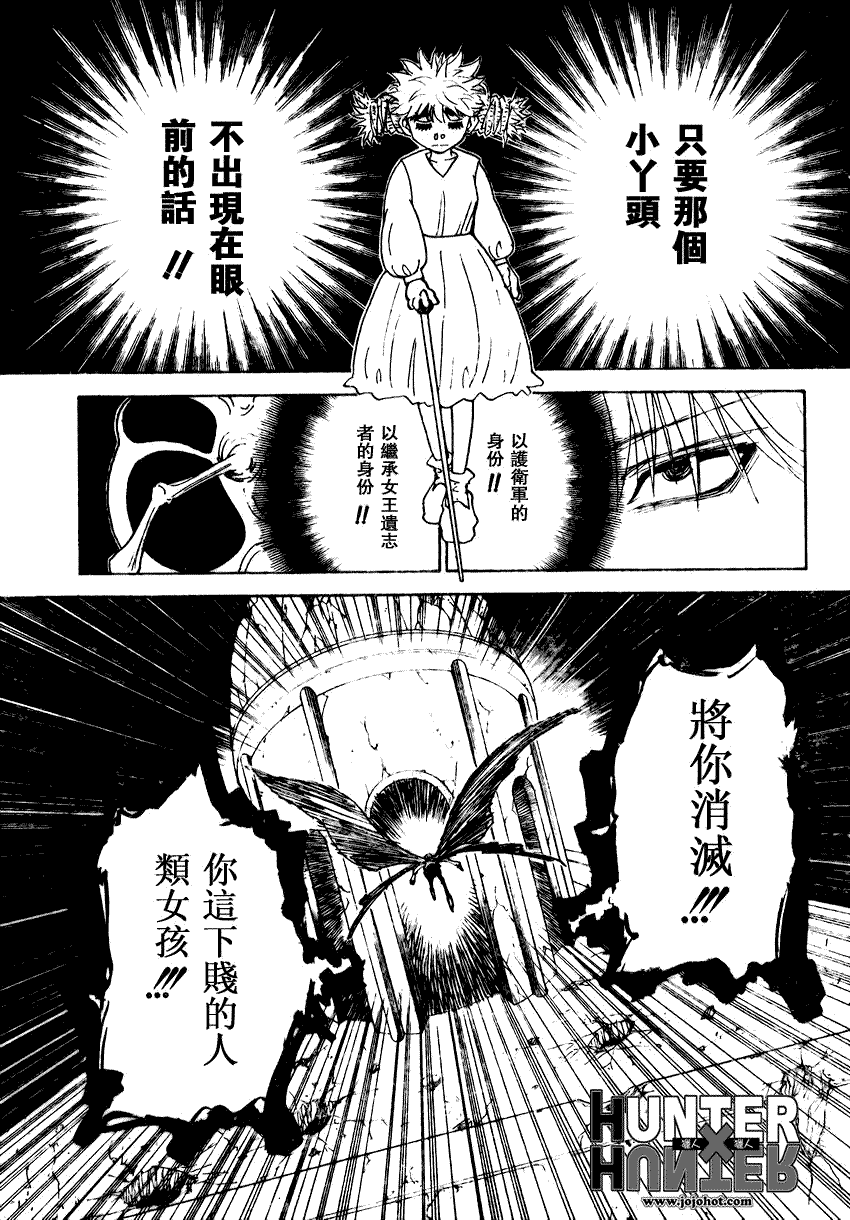 只要那個
小丫頭
不出現在眼
前的話
!!
以護衛軍的
身份!!
以繼承女王遺志
者的身份!!
將你消滅
!!!
你這下賤的人
類女孩!!!
HUNTER
×
HUNTER
獵人 獵人
www.jojohot.com